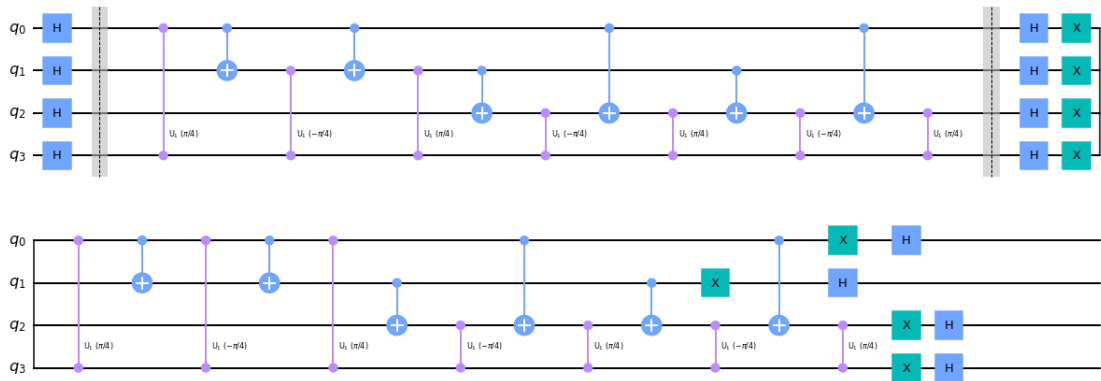 q0 H H X
q1 H H X
q2 H H X
U1 (π/4) U1 (-π/4) U1 (π/4) U1 (-π/4) U1 (π/4) U1 (-π/4) U1 (π/4)
q3 H H X
q0 X H
q1 X H
q2 X H
U1 (π/4) U1 (-π/4) U1 (π/4) U1 (-π/4) U1 (π/4) U1 (-π/4) U1 (π/4)
q3 X H